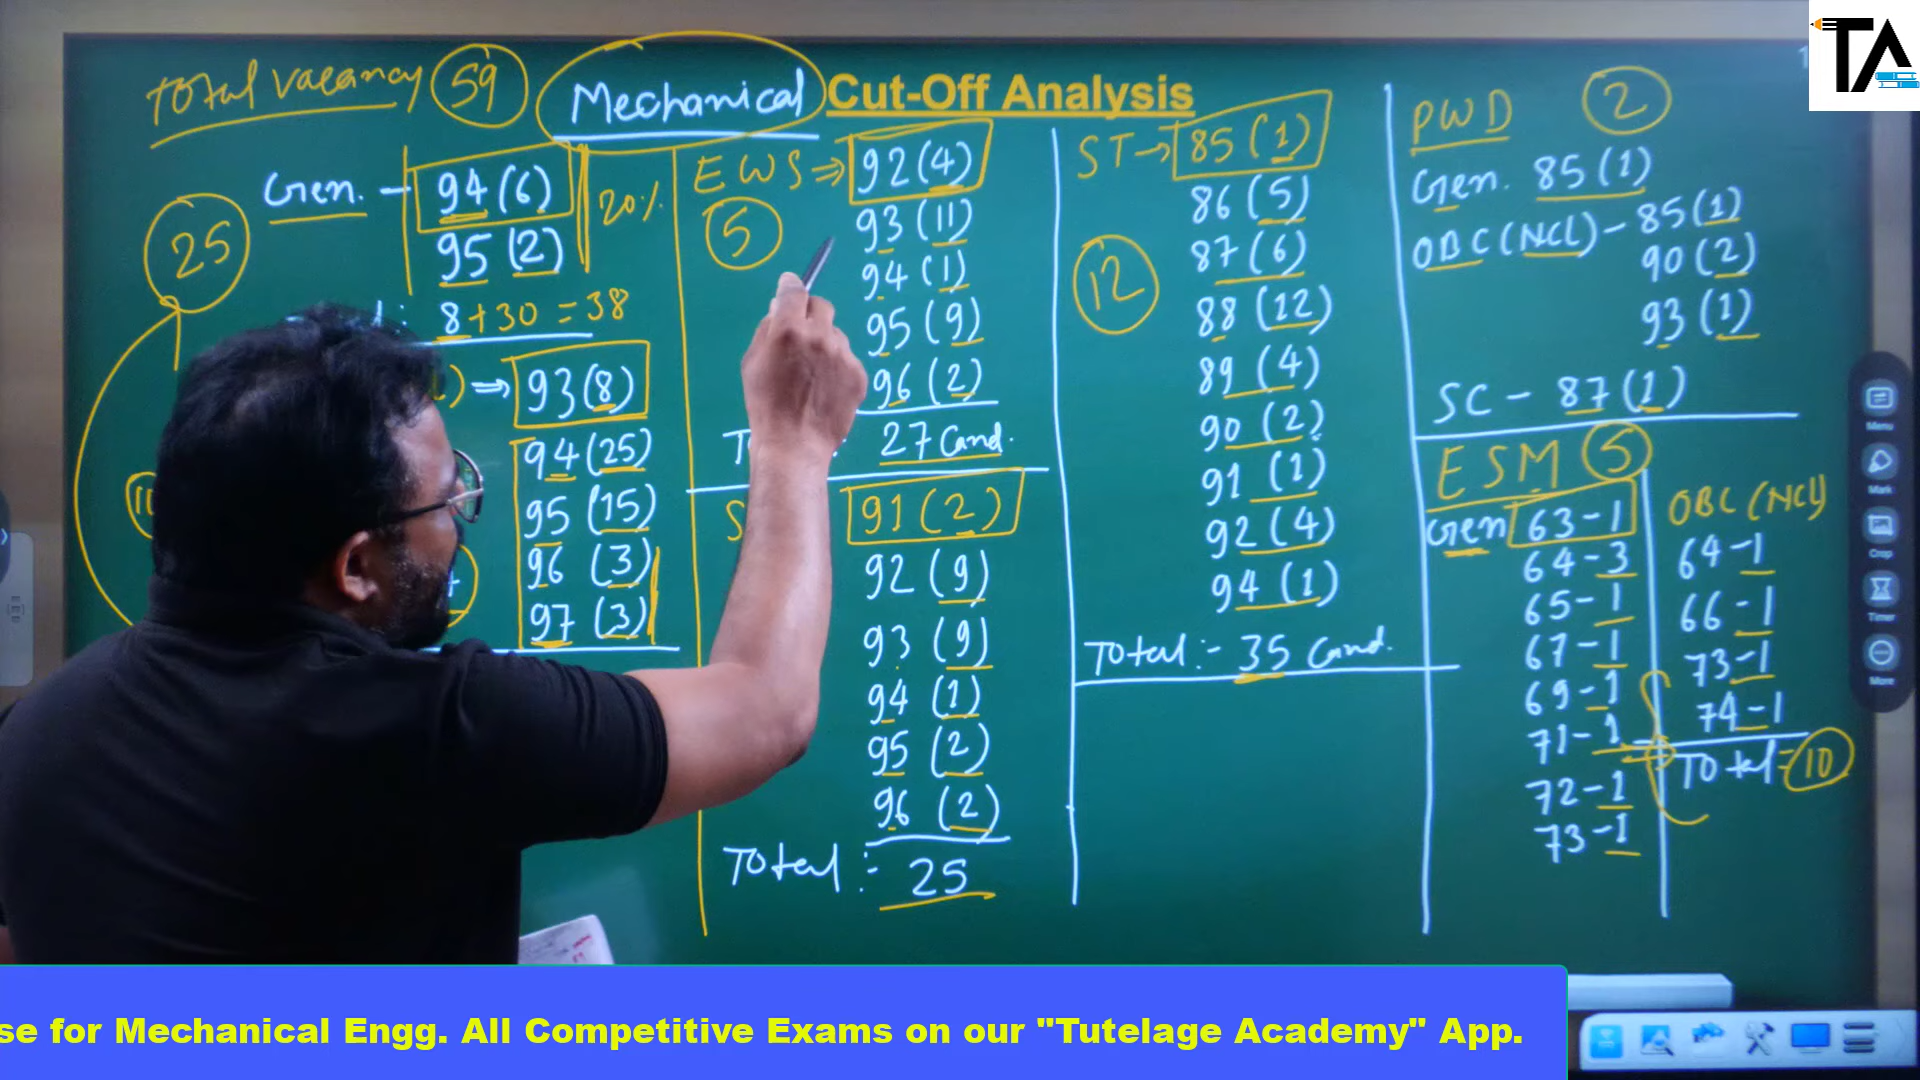 TA
Total vacancy 59
Mechanical Cut-Off Analysis
25
Gen. - 94 (6)
95 (2)
20%
8+30 = 38
→ 93 (8)
94 (25)
95 (15)
96 (3)
97 (3)
EWS ⇒ 92 (4)
5
93 (11)
94 (1)
95 (9)
96 (2)
27 Cand.
91 (2)
92 (9)
93 (9)
94 (1)
95 (2)
96 (2)
Total :- 25
ST → 85 (1)
86 (5)
12
87 (6)
88 (12)
89 (4)
90 (2)
91 (1)
92 (4)
94 (1)
Total :- 35 Cand.
PWD 2
Gen. 85 (1)
OBC (NCL) - 85 (1)
90 (2)
93 (1)
SC - 87 (1)
ESM 5
Gen 63-1
64-3
65-1
67-1
69-1
71-1
72-1
73-1
OBC (NCL)
64-1
66-1
73-1
74-1
Total = 10
Menu
Mark
Crop
Timer
More
se for Mechanical Engg. All Competitive Exams on our "Tutelage Academy" App.